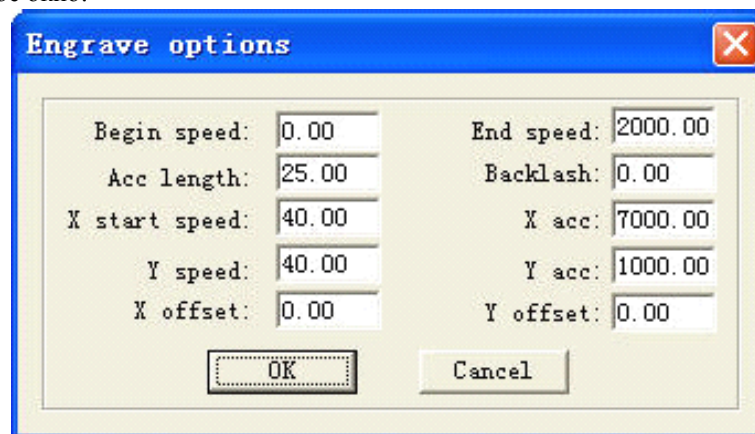 Engrave options
Begin speed: 0.00 End speed: 2000.00
Acc length: 25.00 Backlash: 0.00
X start speed: 40.00 X acc: 7000.00
Y speed: 40.00 Y acc: 1000.00
X offset: 0.00 Y offset: 0.00
OK Cancel